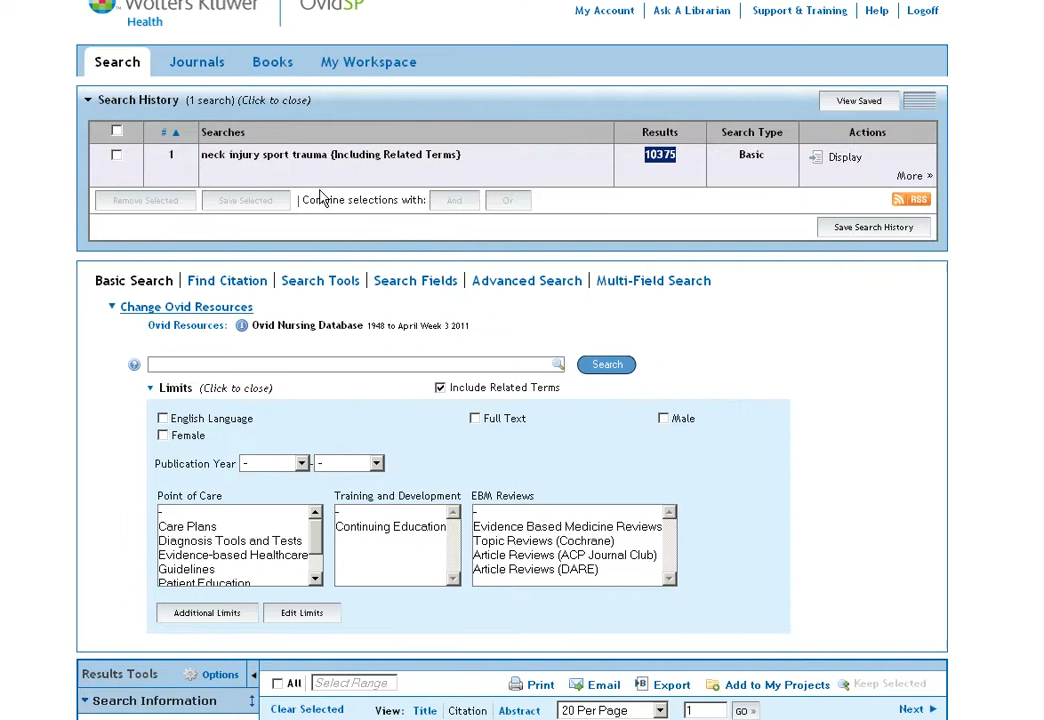 Wolters Kluwer OvidSP
Health
My Account Ask A Librarian Support & Training Help Logoff
Search Journals Books My Workspace
Search History (1 search) (Click to close) View Saved
# Searches Results Search Type Actions
1 neck injury sport trauma {Including Related Terms} 10375 Basic Display
More »
Remove Selected Save Selected | Combine selections with: And Or RSS
Save Search History
Basic Search | Find Citation | Search Tools | Search Fields | Advanced Search | Multi-Field Search
Change Ovid Resources
Ovid Resources: Ovid Nursing Database 1948 to April Week 3 2011
Search
Limits (Click to close) Include Related Terms
English Language Full Text Male
Female
Publication Year - - -
Point of Care Training and Development EBM Reviews
- - -
Care Plans Continuing Education Evidence Based Medicine Reviews
Diagnosis Tools and Tests Topic Reviews (Cochrane)
Evidence-based Healthcare Article Reviews (ACP Journal Club)
Guidelines Article Reviews (DARE)
Patient Education
Additional Limits Edit Limits
Results Tools Options All Select Range Print Email Export Add to My Projects Keep Selected
Search Information Clear Selected View: Title Citation Abstract 20 Per Page 1 GO » Next